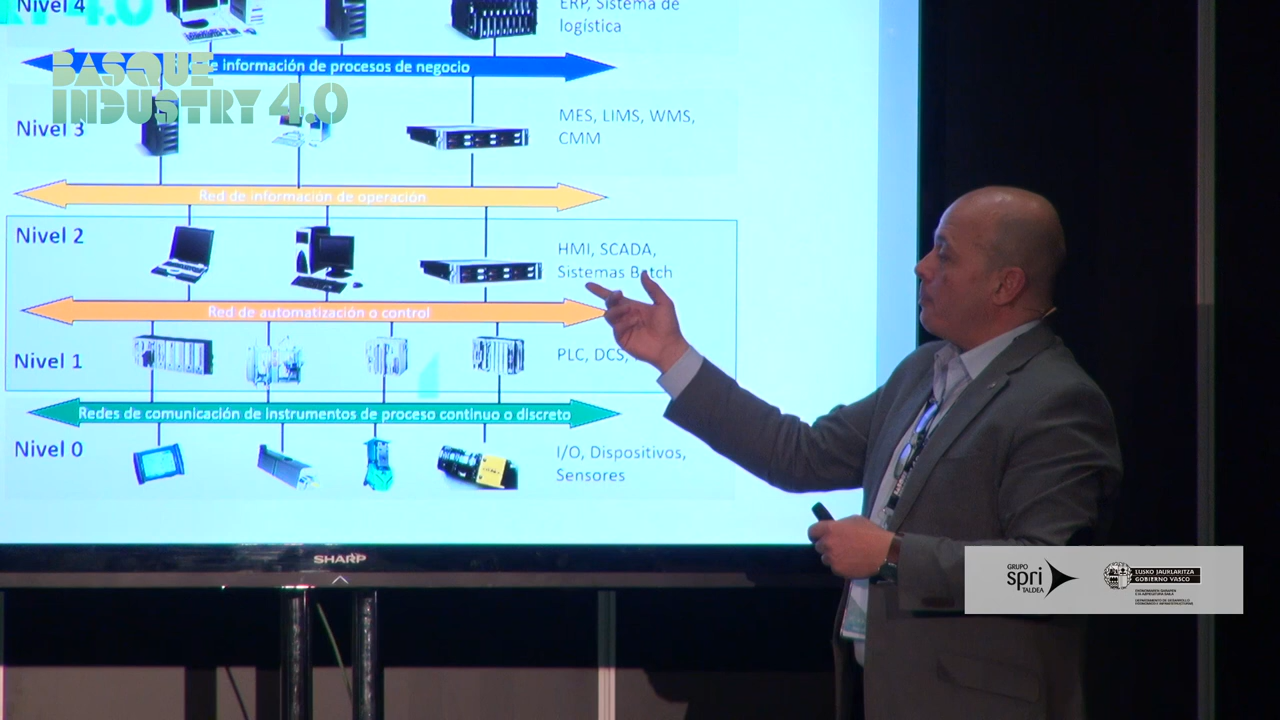 Nivel 4
ERP, Sistema de
logística
BASQUE
INDUSTRY 4.0
de información de procesos de negocio
Nivel 3
MES, LIMS, WMS,
CMM
Red de información de operación
Nivel 2
HMI, SCADA,
Sistemas Batch
Red de automatización o control
Nivel 1
PLC, DCS,
Redes de comunicación de instrumentos de proceso continuo o discreto
Nivel 0
I/O, Dispositivos,
Sensores
SHARP
GRUPO
spri
TALDEA
EUSKO JAURLARITZA
GOBIERNO VASCO